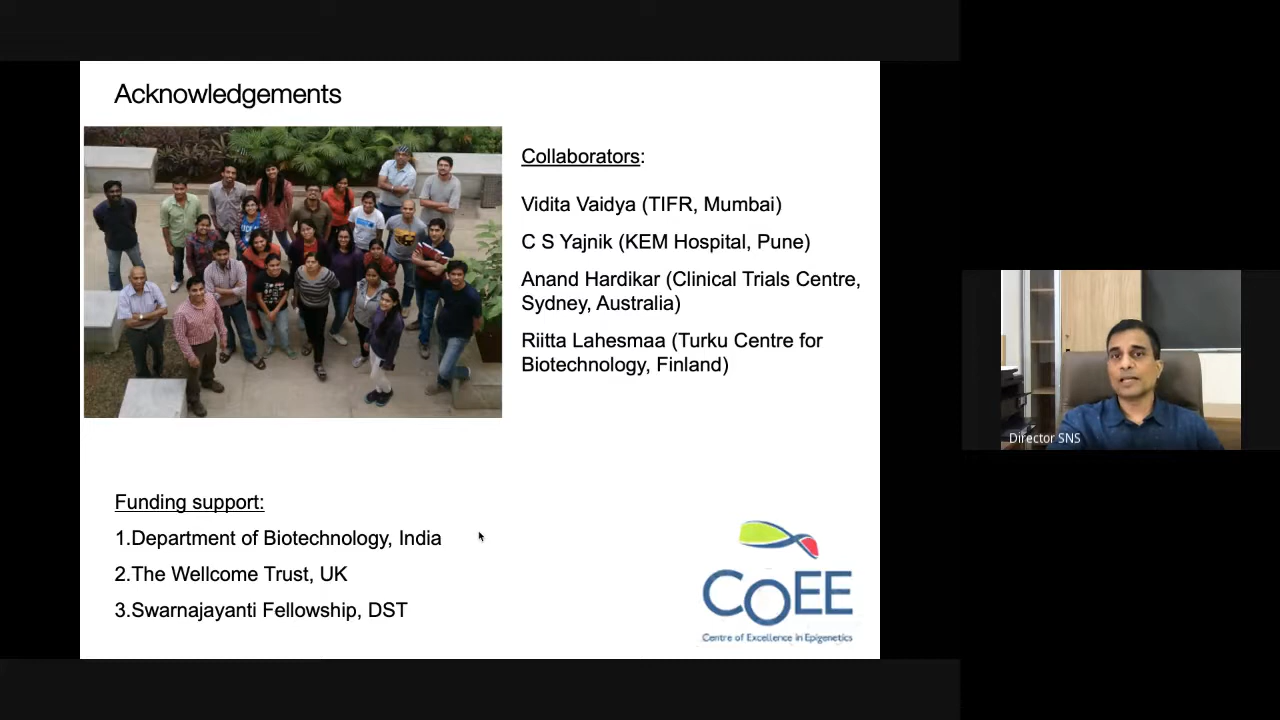 Acknowledgements
Collaborators:
Vidita Vaidya (TIFR, Mumbai)
C S Yajnik (KEM Hospital, Pune)
Anand Hardikar (Clinical Trials Centre,
Sydney, Australia)
Riitta Lahesmaa (Turku Centre for
Biotechnology, Finland)
Funding support:
1.Department of Biotechnology, India
2.The Wellcome Trust, UK
3.Swarnajayanti Fellowship, DST
COEE
Centre of Excellence in Epigenetics
Director SNS